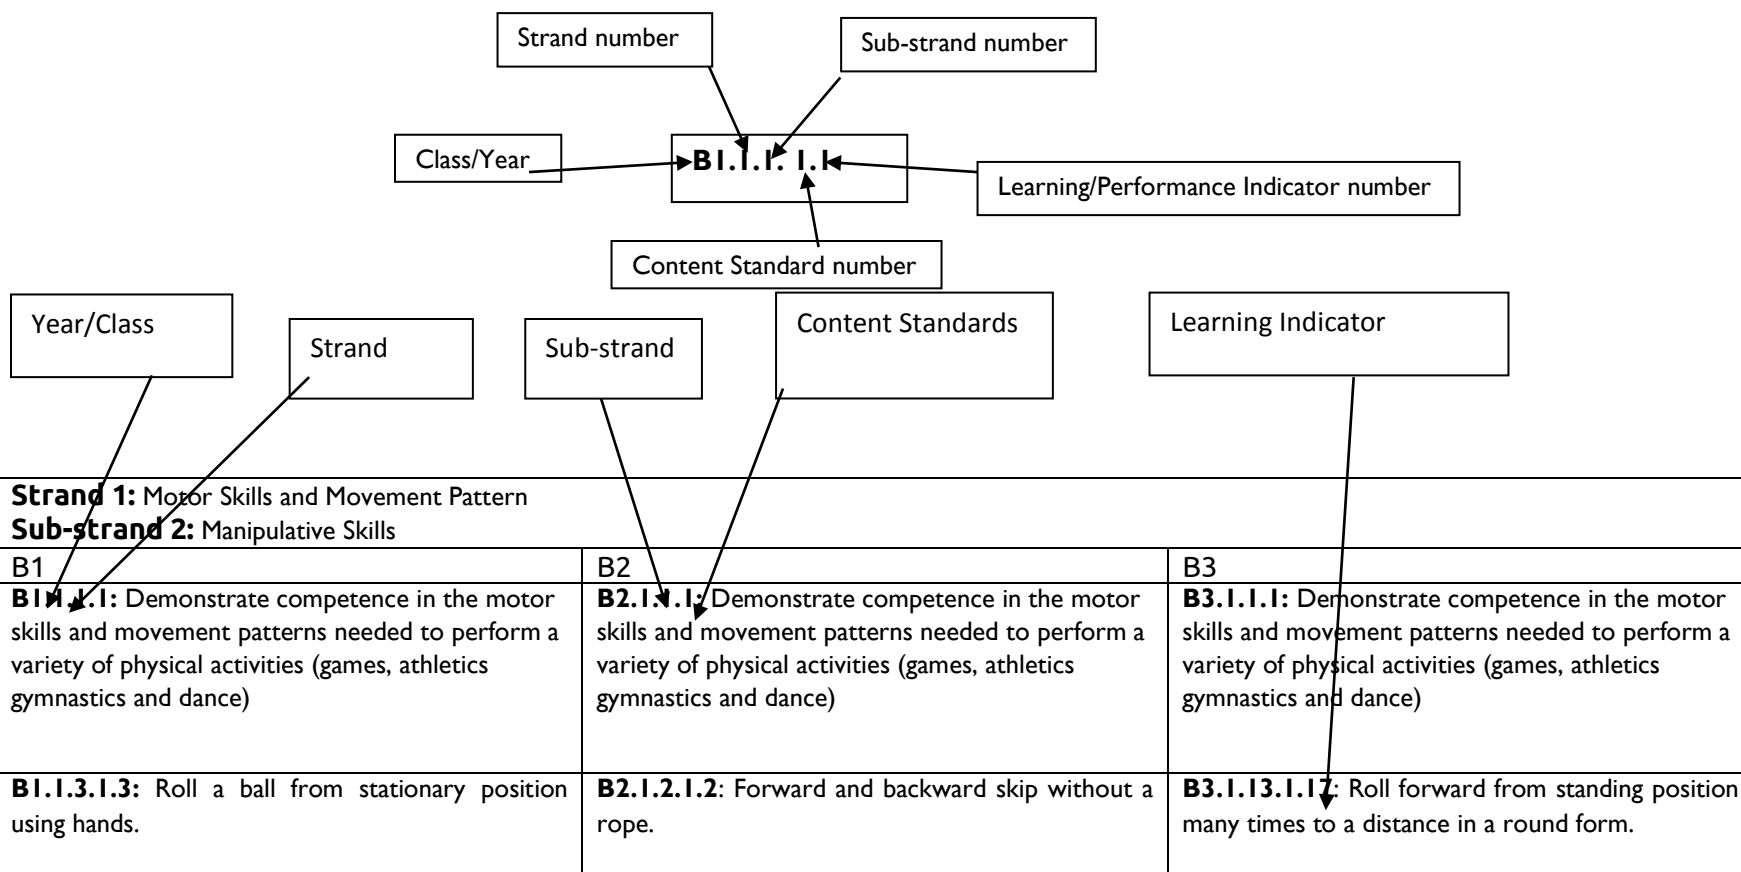 Strand number
Sub-strand number
Class/Year
B1.1.1. 1.1
Learning/Performance Indicator number
Content Standard number
Year/Class
Strand
Sub-strand
Content Standards
Learning Indicator
Strand 1: Motor Skills and Movement Pattern
Sub-strand 2: Manipulative Skills
B1
B2
B3
B1.1.1.1: Demonstrate competence in the motor
skills and movement patterns needed to perform a
variety of physical activities (games, athletics
gymnastics and dance)
B2.1.1.1: Demonstrate competence in the motor
skills and movement patterns needed to perform a
variety of physical activities (games, athletics
gymnastics and dance)
B3.1.1.1: Demonstrate competence in the motor
skills and movement patterns needed to perform a
variety of physical activities (games, athletics
gymnastics and dance)
B1.1.3.1.3: Roll a ball from stationary position
using hands.
B2.1.2.1.2: Forward and backward skip without a
rope.
B3.1.13.1.17: Roll forward from standing position
many times to a distance in a round form.